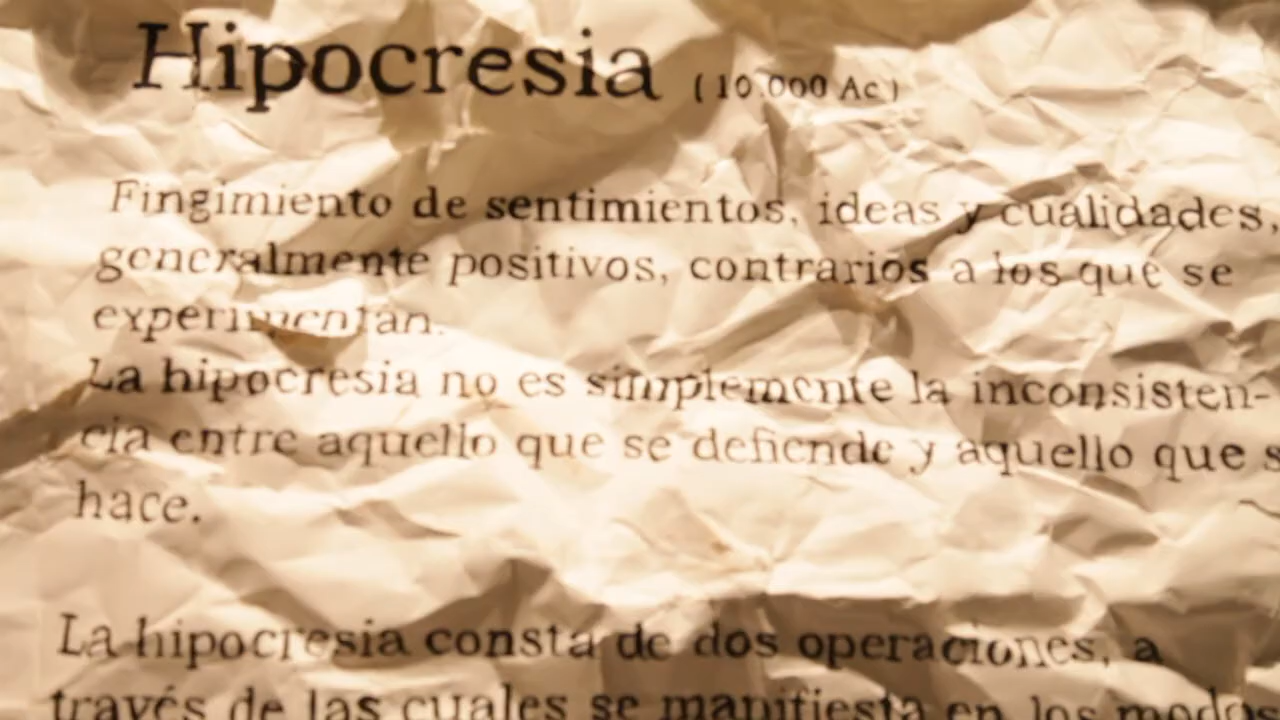 Hipocresia (10.000 Ac)
Fingimiento de sentimientos, ideas y cualidades,
generalmente positivos, contrarios a los que se
experimentan.
La hipocresia no es simplemente la inconsisten-
cia entre aquello que se defiende y aquello que s
hace.
La hipocresia consta de dos operaciones, a
través de las cuales se manifiesta en los modos